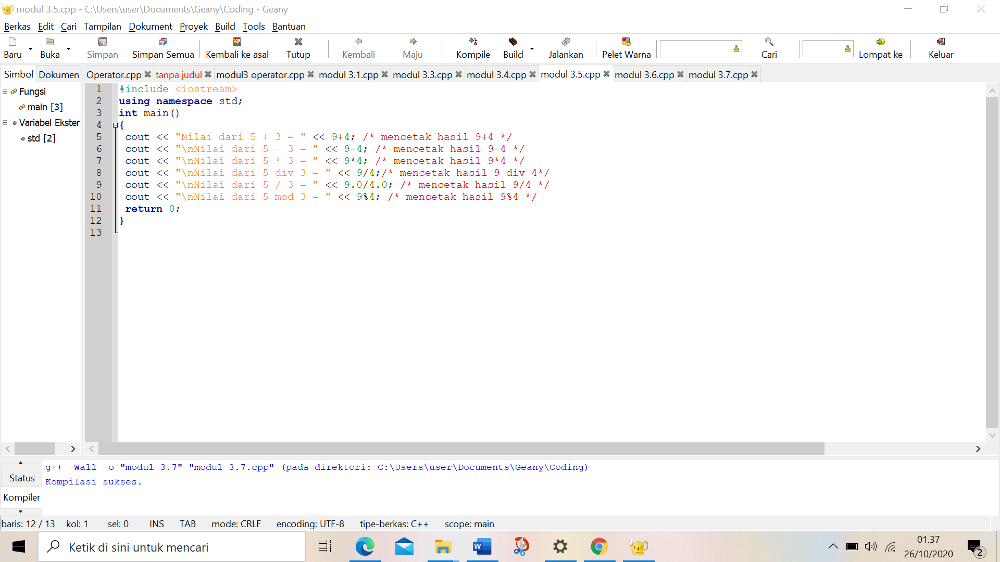 modul 3.5.cpp - C:\Users\user\Documents\Geany\Coding - Geany
Berkas Edit Cari Tampilan Dokument Proyek Build Tools Bantuan
Baru Buka Simpan Simpan Semua Kembali ke asal Tutup Kembali Maju Kompile Build Jalankan Pelet Warna Cari Lompat ke Keluar
Simbol Dokumen Operator.cpp tanpa judul modul3 operator.cpp modul 3.1.cpp modul 3.3.cpp modul 3.4.cpp modul 3.5.cpp modul 3.6.cpp modul 3.7.cpp
Fungsi
main [3]
Variabel Ekster
std [2]
1 #include <iostream>
2 using namespace std;
3 int main()
4 {
5 cout << "Nilai dari 5 + 3 = " << 9+4; /* mencetak hasil 9+4 */
6 cout << "\nNilai dari 5 - 3 = " << 9-4; /* mencetak hasil 9-4 */
7 cout << "\nNilai dari 5 * 3 = " << 9*4; /* mencetak hasil 9*4 */
8 cout << "\nNilai dari 5 div 3 = " << 9/4;/* mencetak hasil 9 div 4*/
9 cout << "\nNilai dari 5 / 3 = " << 9.0/4.0; /* mencetak hasil 9/4 */
10 cout << "\nNilai dari 5 mod 3 = " << 9%4; /* mencetak hasil 9%4 */
11 return 0;
12 }
13
Status
Kompiler
g++ -Wall -o "modul 3.7" "modul 3.7.cpp" (pada direktori: C:\Users\user\Documents\Geany\Coding)
Kompilasi sukses.
baris: 12 / 13 kol: 1 sel: 0 INS TAB mode: CRLF encoding: UTF-8 tipe-berkas: C++ scope: main
Ketik di sini untuk mencari
01.37
26/10/2020
2